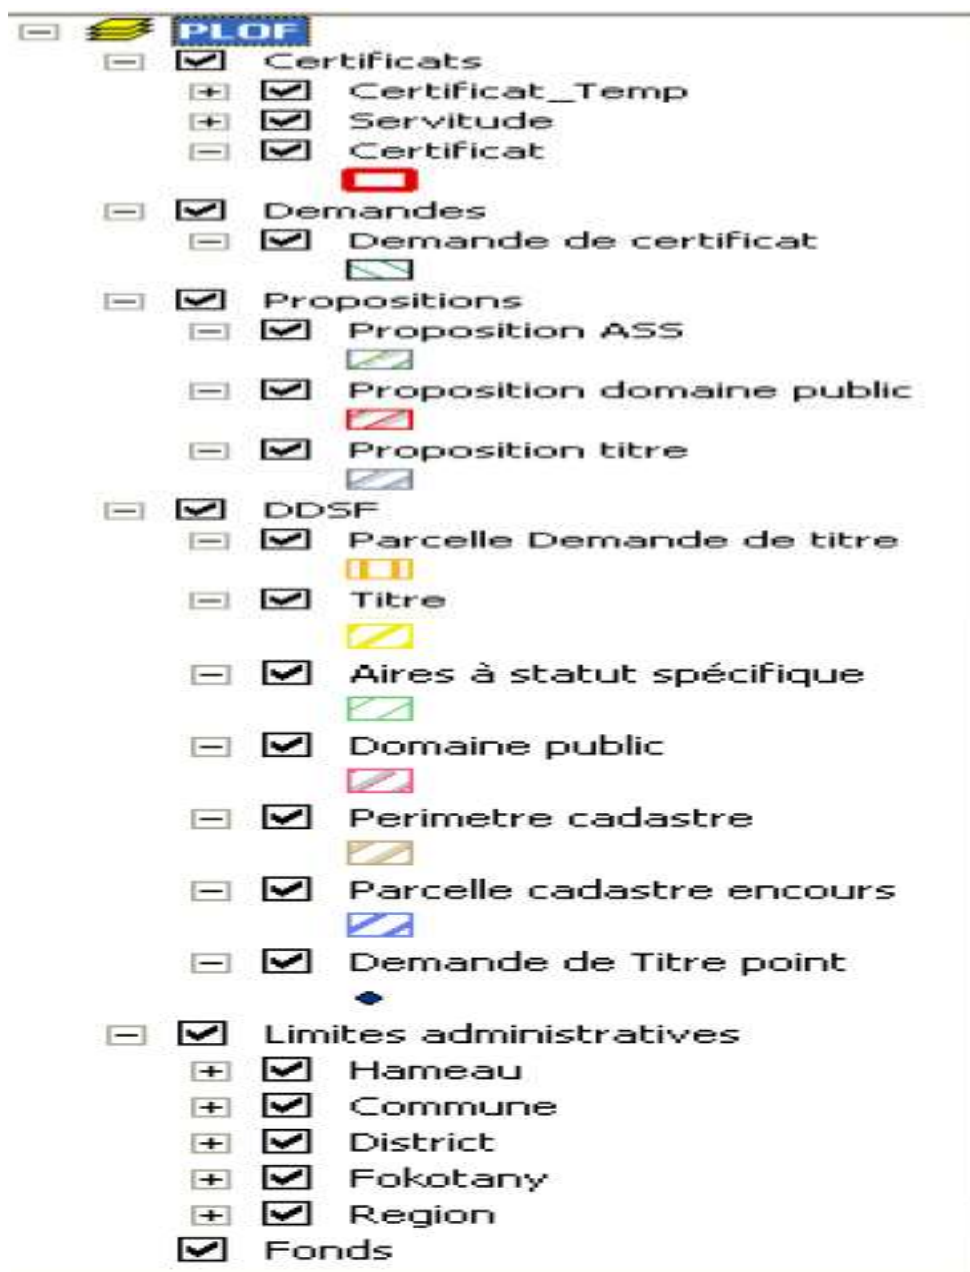 PLOF
Certificats
Certificat_Temp
Servitude
Certificat
Demandes
Demande de certificat
Propositions
Proposition ASS
Proposition domaine public
Proposition titre
DDSF
Parcelle Demande de titre
Titre
Aires à statut spécifique
Domaine public
Perimetre cadastre
Parcelle cadastre encours
Demande de Titre point
Limites administratives
Hameau
Commune
District
Fokotany
Region
Fonds